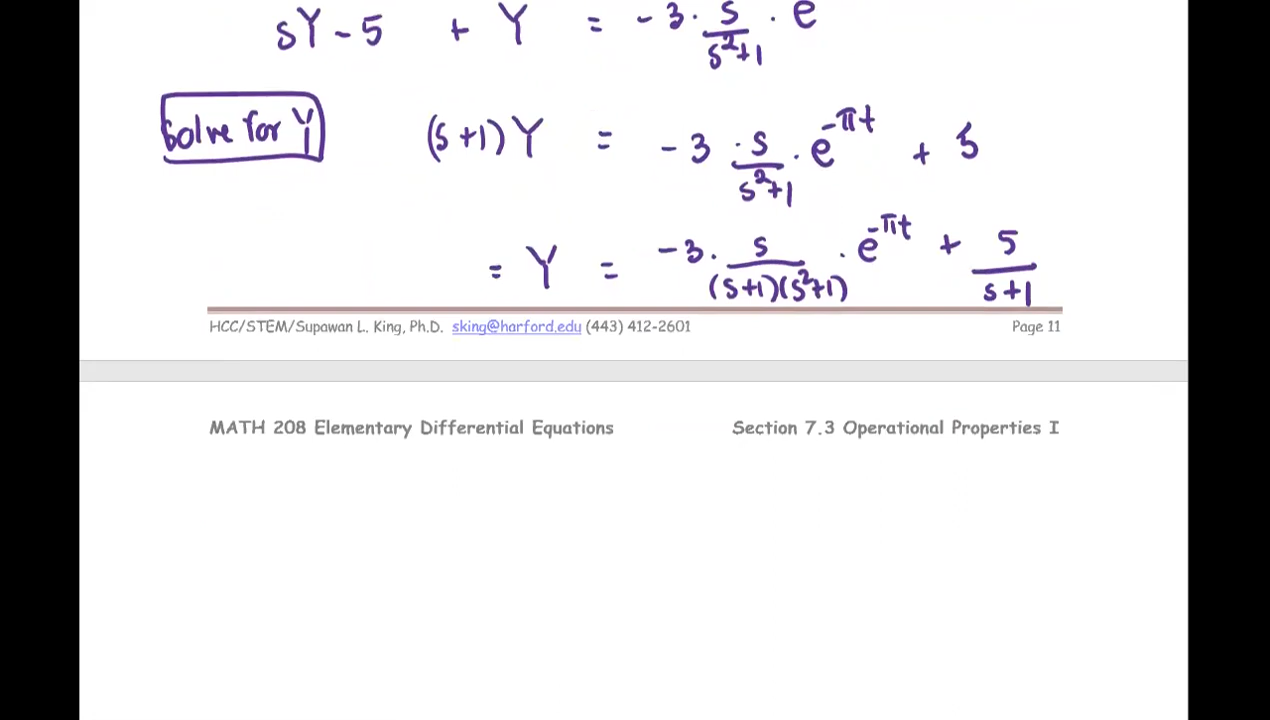 sY - 5 + Y = -3 · s/(s²+1) · e
Solve for Y (s+1)Y = -3 · s/(s²+1) · e^(-πt) + 5
= Y = -3 · s/((s+1)(s²+1)) · e^(-πt) + 5/(s+1)
HCC/STEM/Supawan L. King, Ph.D. sking@harford.edu (443) 412-2601 Page 11
MATH 208 Elementary Differential Equations Section 7.3 Operational Properties I